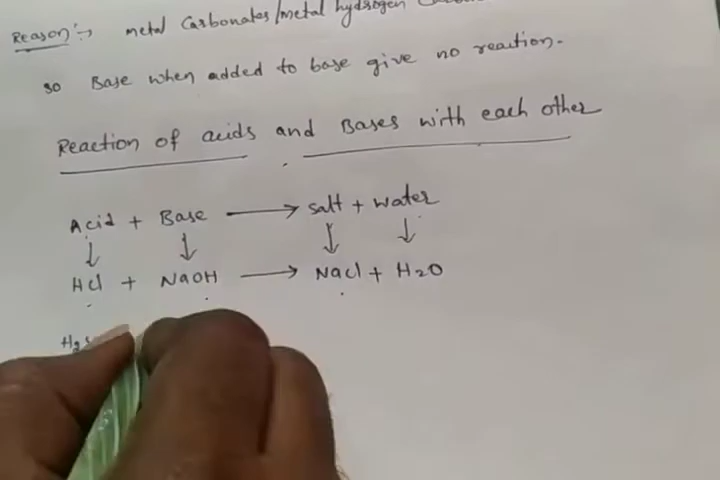 Reason :→ metal Carbonates/metal hydrogen
so Base when added to base give no reaction.
Reaction of acids and Bases with each other
Acid + Base → salt + water
↓ ↓ ↓ ↓
Hcl + NaOH → Nacl + H2O
H2s